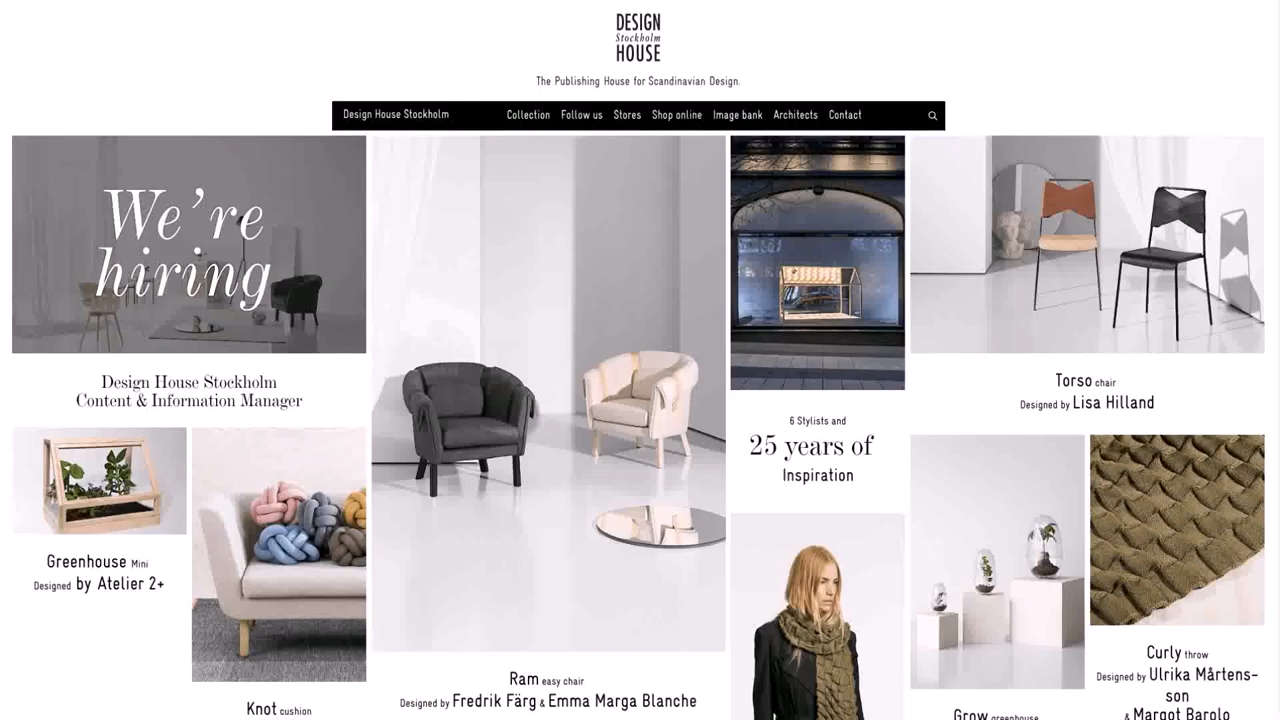 DESIGN
Stockholm
HOUSE
The Publishing House for Scandinavian Design.
Design House Stockholm
Collection Follow us Stores Shop online Image bank Architects Contact
We're
hiring
Design House Stockholm
Content & Information Manager
Greenhouse Mini
Designed by Atelier 2+
Knot cushion
Ram easy chair
Designed by Fredrik Färg & Emma Marga Blanche
6 Stylists and
25 years of
Inspiration
Torso chair
Designed by Lisa Hilland
Grow greenhouse
Curly throw
Designed by Ulrika Mårtens-
son
& Margot Barolo